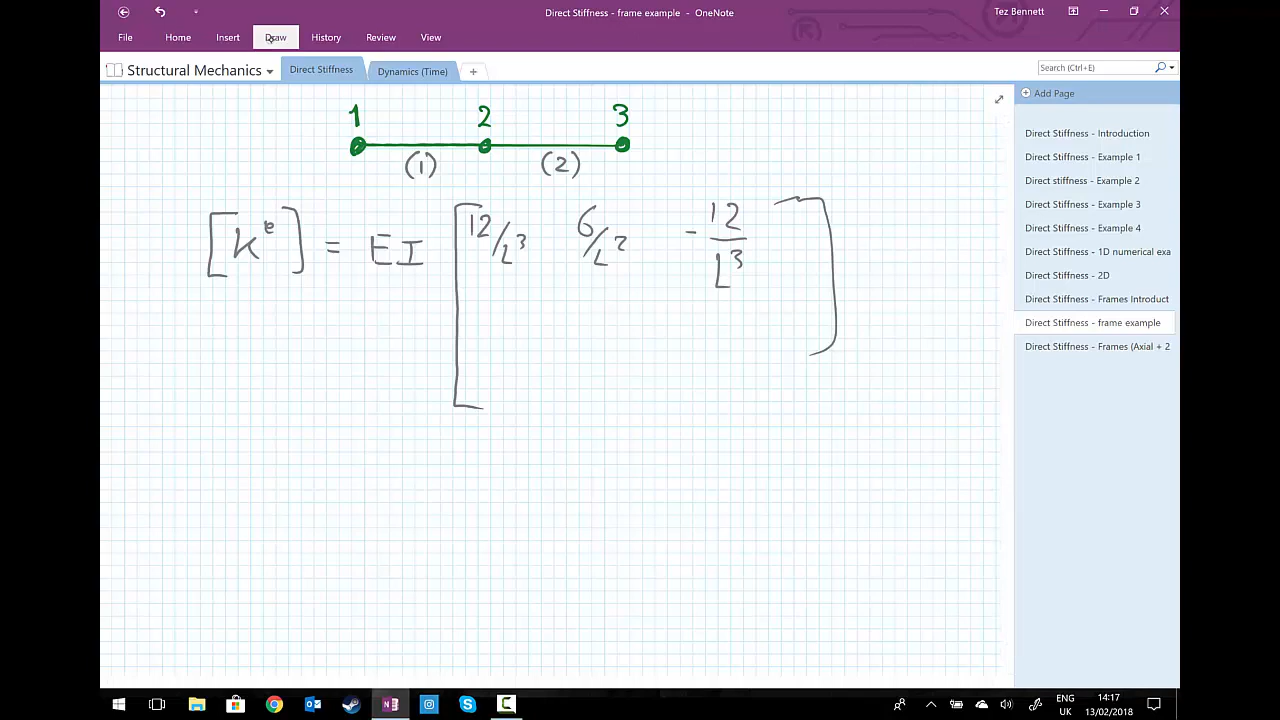 Direct Stiffness - frame example - OneNote
Tez Bennett
File Home Insert Draw History Review View
Structural Mechanics
Direct Stiffness
Dynamics (Time)
+
Search (Ctrl+E)
Add Page
Direct Stiffness - Introduction
Direct Stiffness - Example 1
Direct stiffness - Example 2
Direct Stiffness - Example 3
Direct Stiffness - Example 4
Direct Stiffness - 1D numerical exa
Direct Stiffness - 2D
Direct Stiffness - Frames Introduct
Direct Stiffness - frame example
Direct Stiffness - Frames (Axial + 2
1 2 3
(1) (2)
[k^e] = EI [12/L^3 6/L^2 -12/L^3]
ENG
UK
14:17
13/02/2018